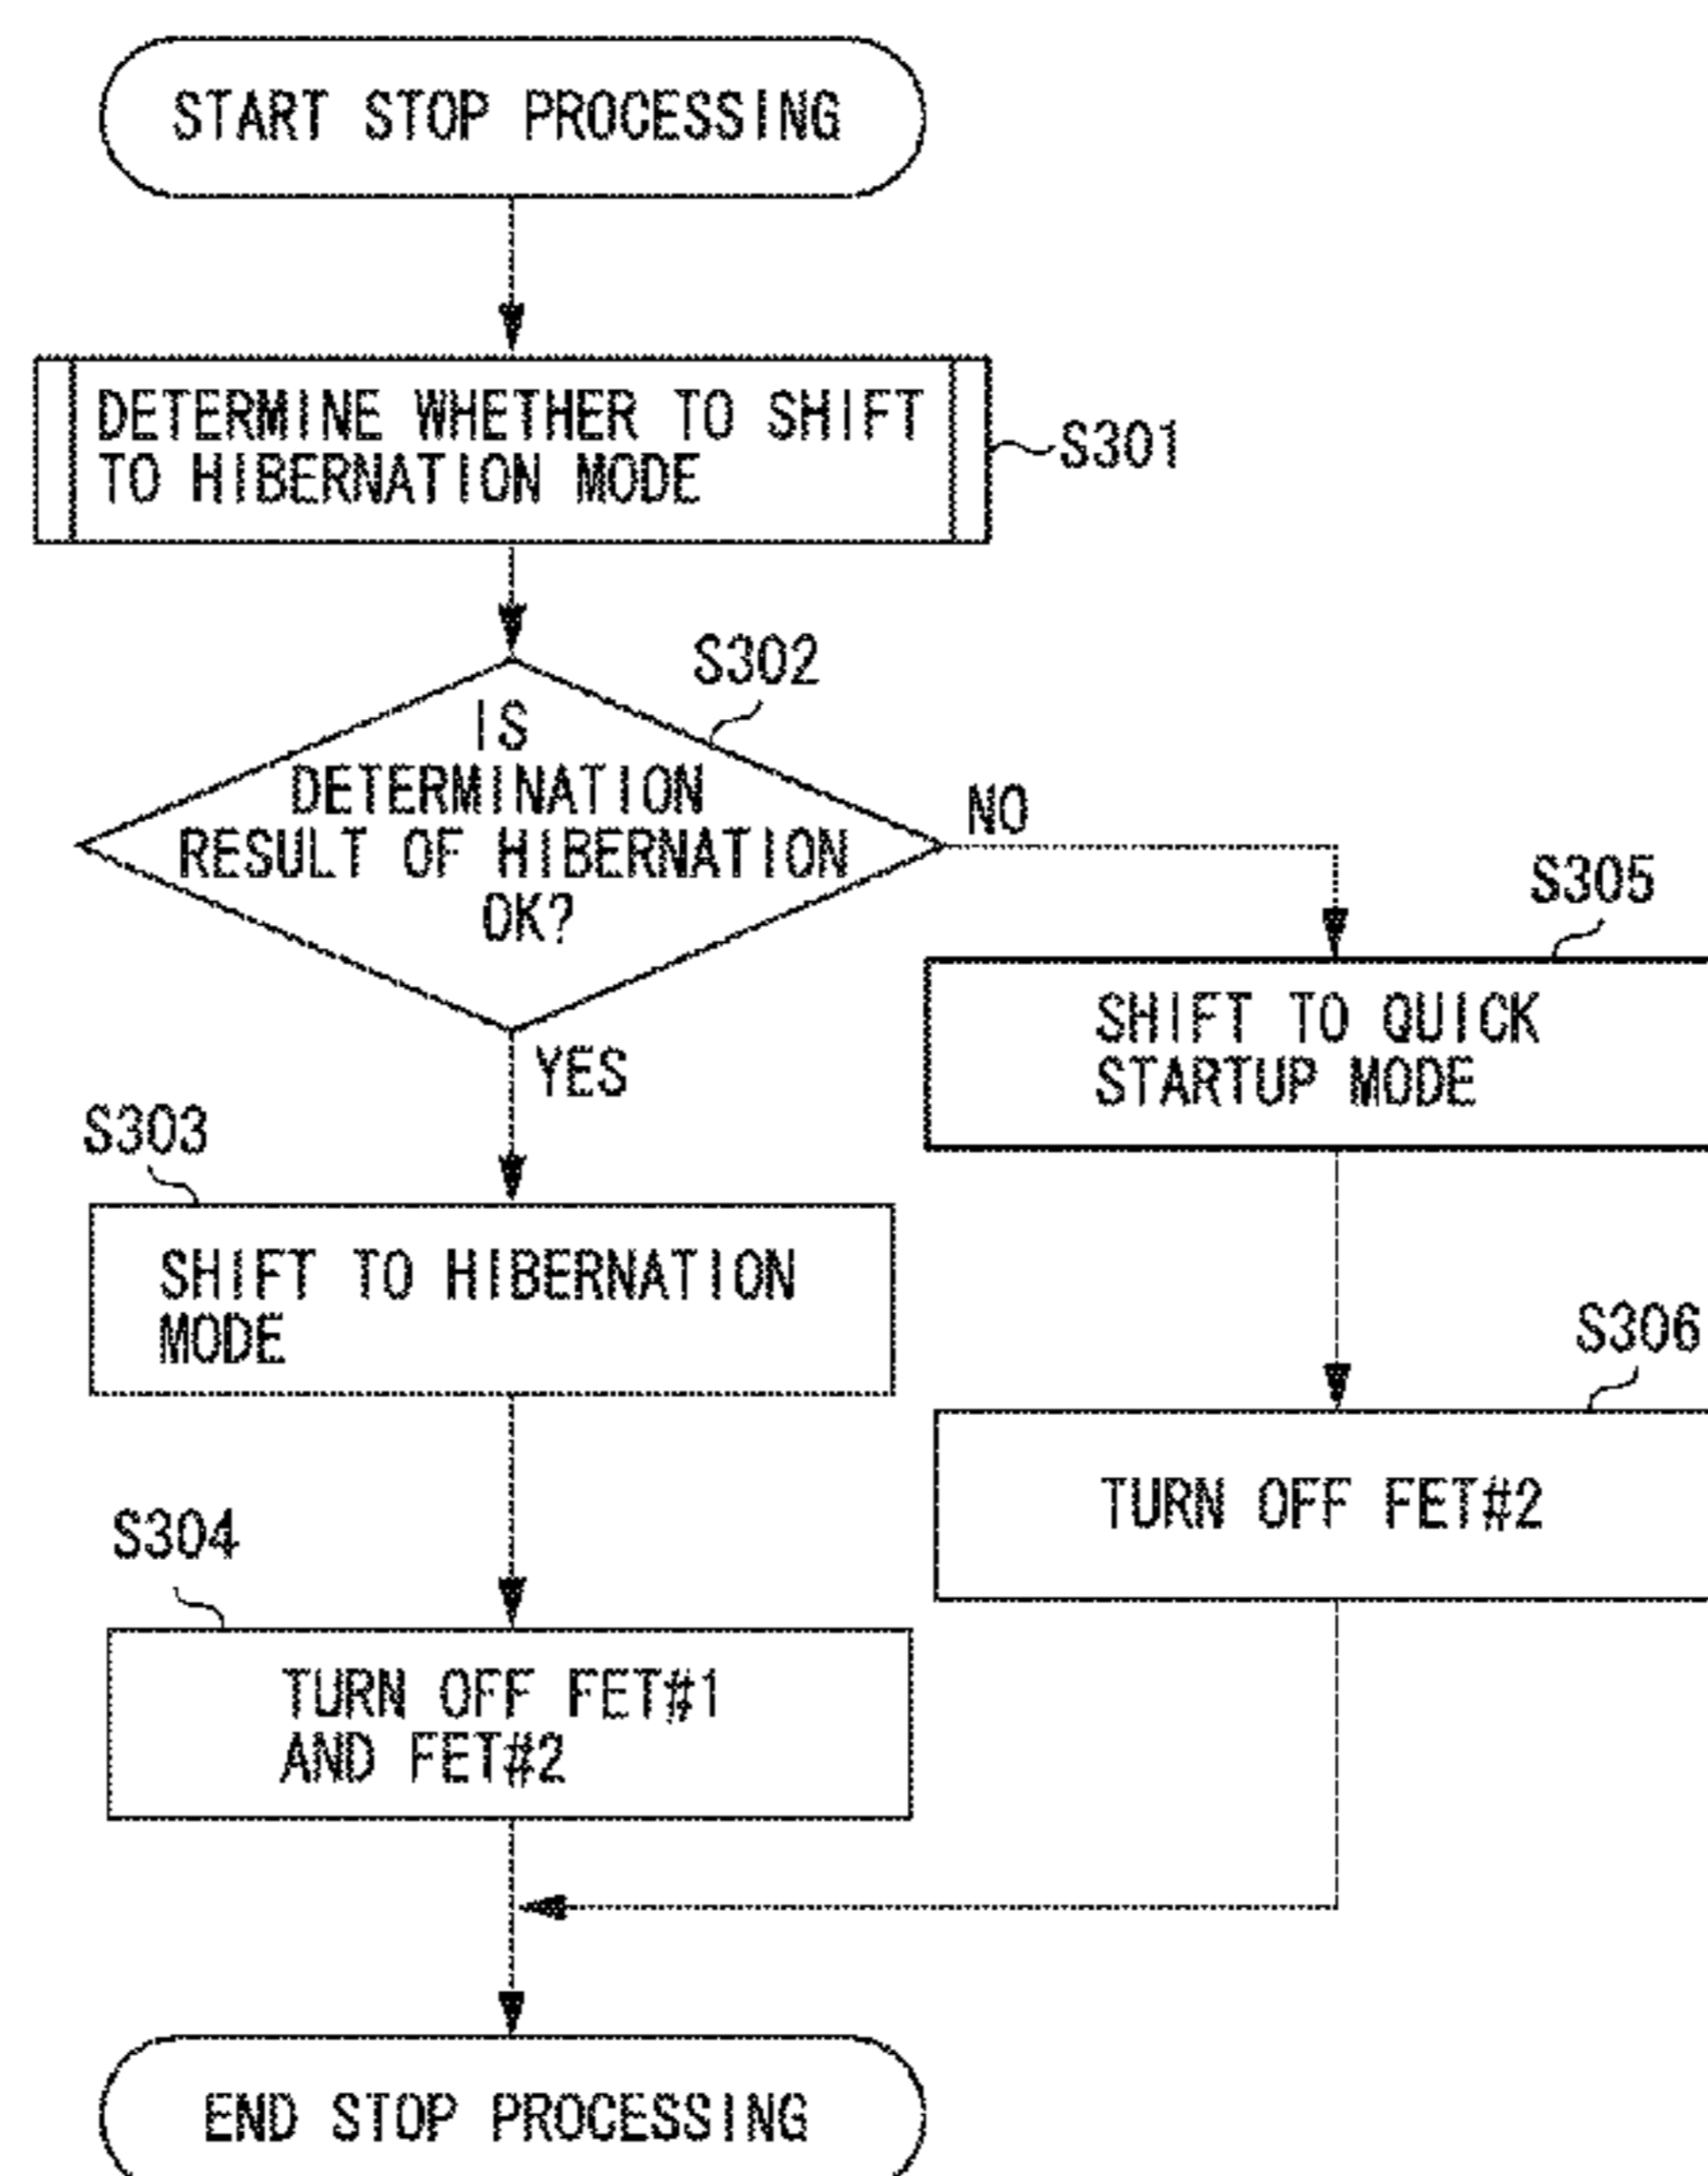 START STOP PROCESSING
DETERMINE WHETHER TO SHIFT
TO HIBERNATION MODE
S301
S302
IS
DETERMINATION
RESULT OF HIBERNATION
OK?
NO
YES
S305
SHIFT TO QUICK
STARTUP MODE
S303
SHIFT TO HIBERNATION
MODE
S306
TURN OFF FET#2
S304
TURN OFF FET#1
AND FET#2
END STOP PROCESSING